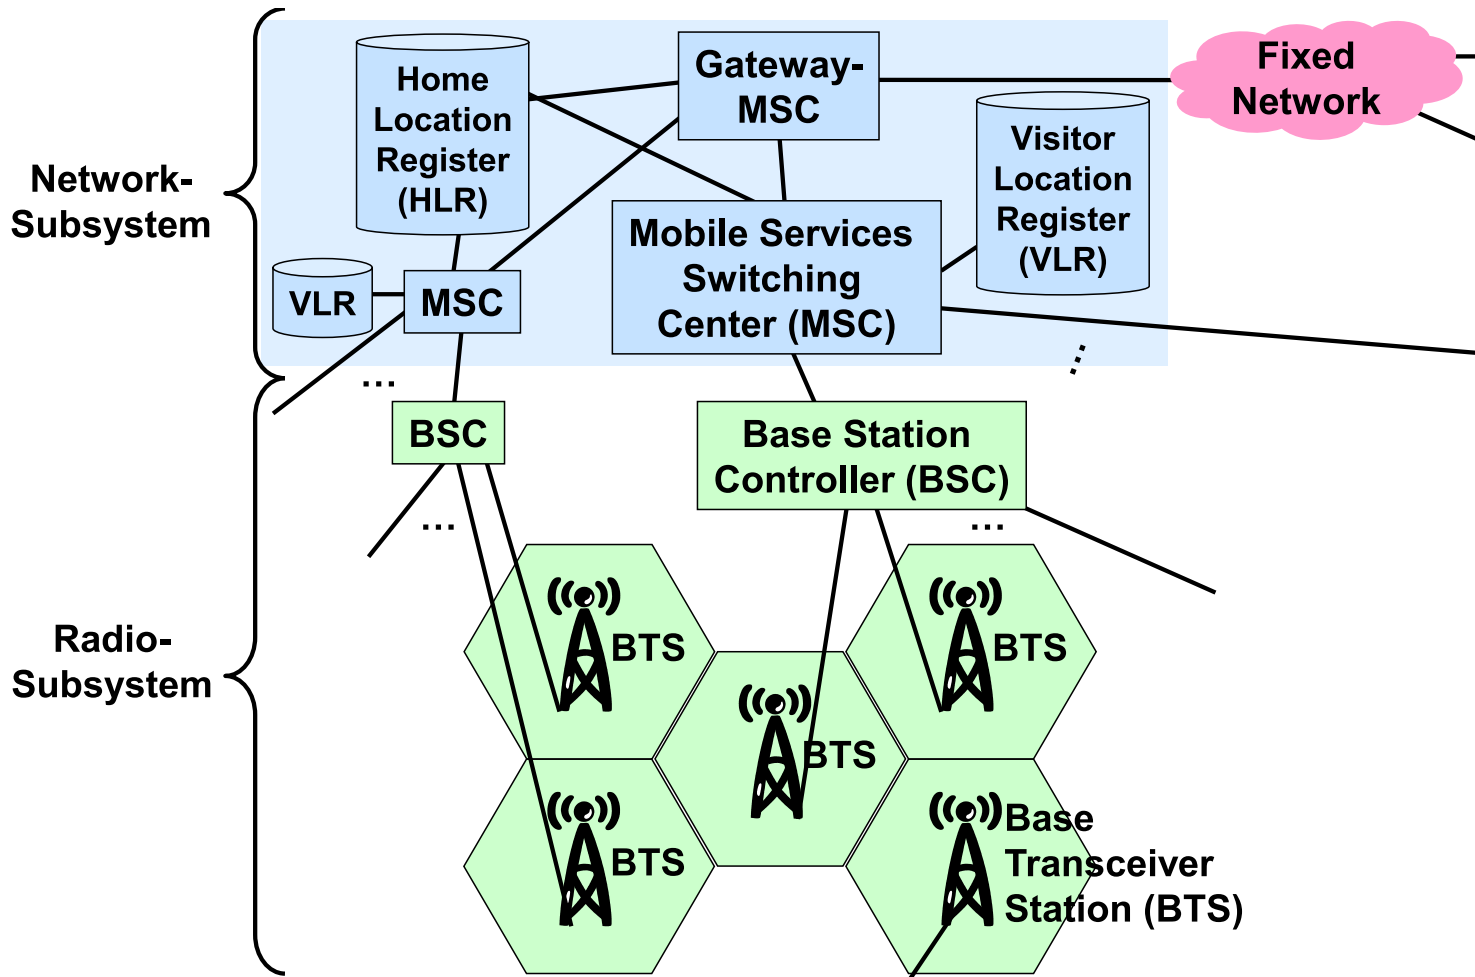 Network-
Subsystem
Home
Location
Register
(HLR)
Gateway-
MSC
Fixed
Network
Visitor
Location
Register
(VLR)
Mobile Services
Switching
Center (MSC)
VLR
MSC
...
...
Radio-
Subsystem
BSC
Base Station
Controller (BSC)
...
...
BTS
BTS
BTS
BTS
Base
Transceiver
Station (BTS)